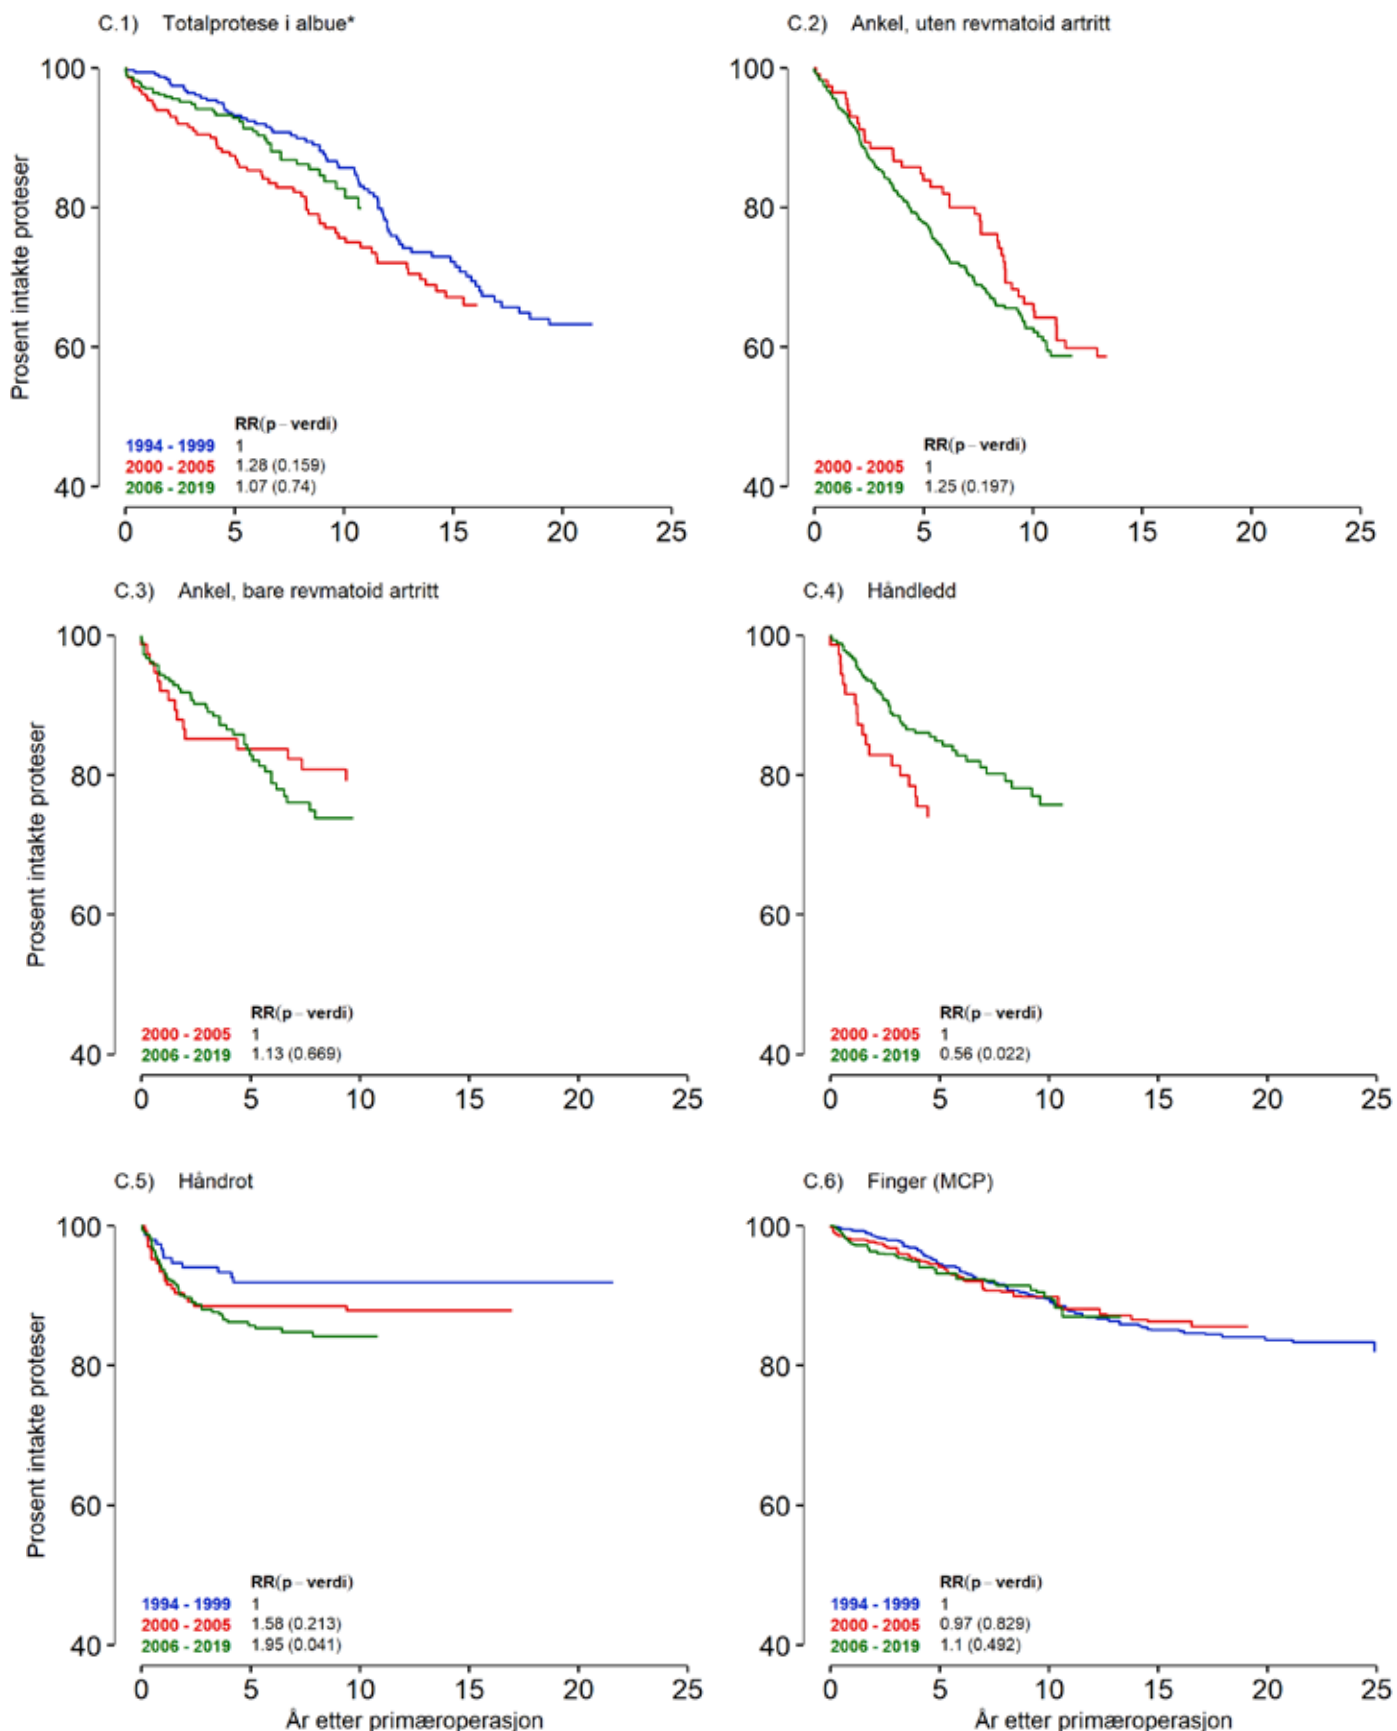 C.1) Totalprotese i albue*
Prosent intakte proteser
100
80
60
40
RR(p – verdi)
1994 - 1999 1
2000 - 2005 1.28 (0.159)
2006 - 2019 1.07 (0.74)
0 5 10 15 20 25
C.2) Ankel, uten revmatoid artritt
100
80
60
40
RR(p – verdi)
2000 - 2005 1
2006 - 2019 1.25 (0.197)
0 5 10 15 20 25
C.3) Ankel, bare revmatoid artritt
Prosent intakte proteser
100
80
60
40
RR(p – verdi)
2000 - 2005 1
2006 - 2019 1.13 (0.669)
0 5 10 15 20 25
C.4) Håndledd
100
80
60
40
RR(p – verdi)
2000 - 2005 1
2006 - 2019 0.56 (0.022)
0 5 10 15 20 25
C.5) Håndrot
Prosent intakte proteser
100
80
60
40
RR(p – verdi)
1994 - 1999 1
2000 - 2005 1.58 (0.213)
2006 - 2019 1.95 (0.041)
0 5 10 15 20 25
År etter primæroperasjon
C.6) Finger (MCP)
100
80
60
40
RR(p – verdi)
1994 - 1999 1
2000 - 2005 0.97 (0.829)
2006 - 2019 1.1 (0.492)
0 5 10 15 20 25
År etter primæroperasjon